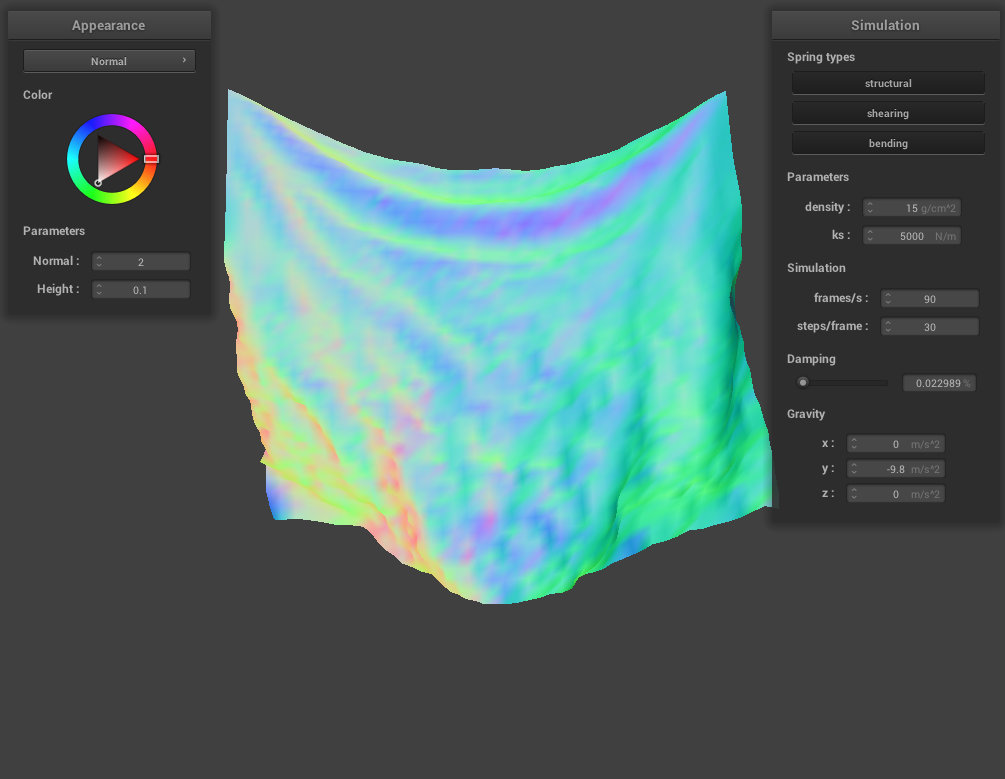 Appearance
Normal
Color
Parameters
Normal : 2
Height : 0.1
Simulation
Spring types
structural
shearing
bending
Parameters
density : 15 g/cm^2
ks : 5000 N/m
Simulation
frames/s : 90
steps/frame : 30
Damping
0.022989 %
Gravity
x : 0 m/s^2
y : -9.8 m/s^2
z : 0 m/s^2